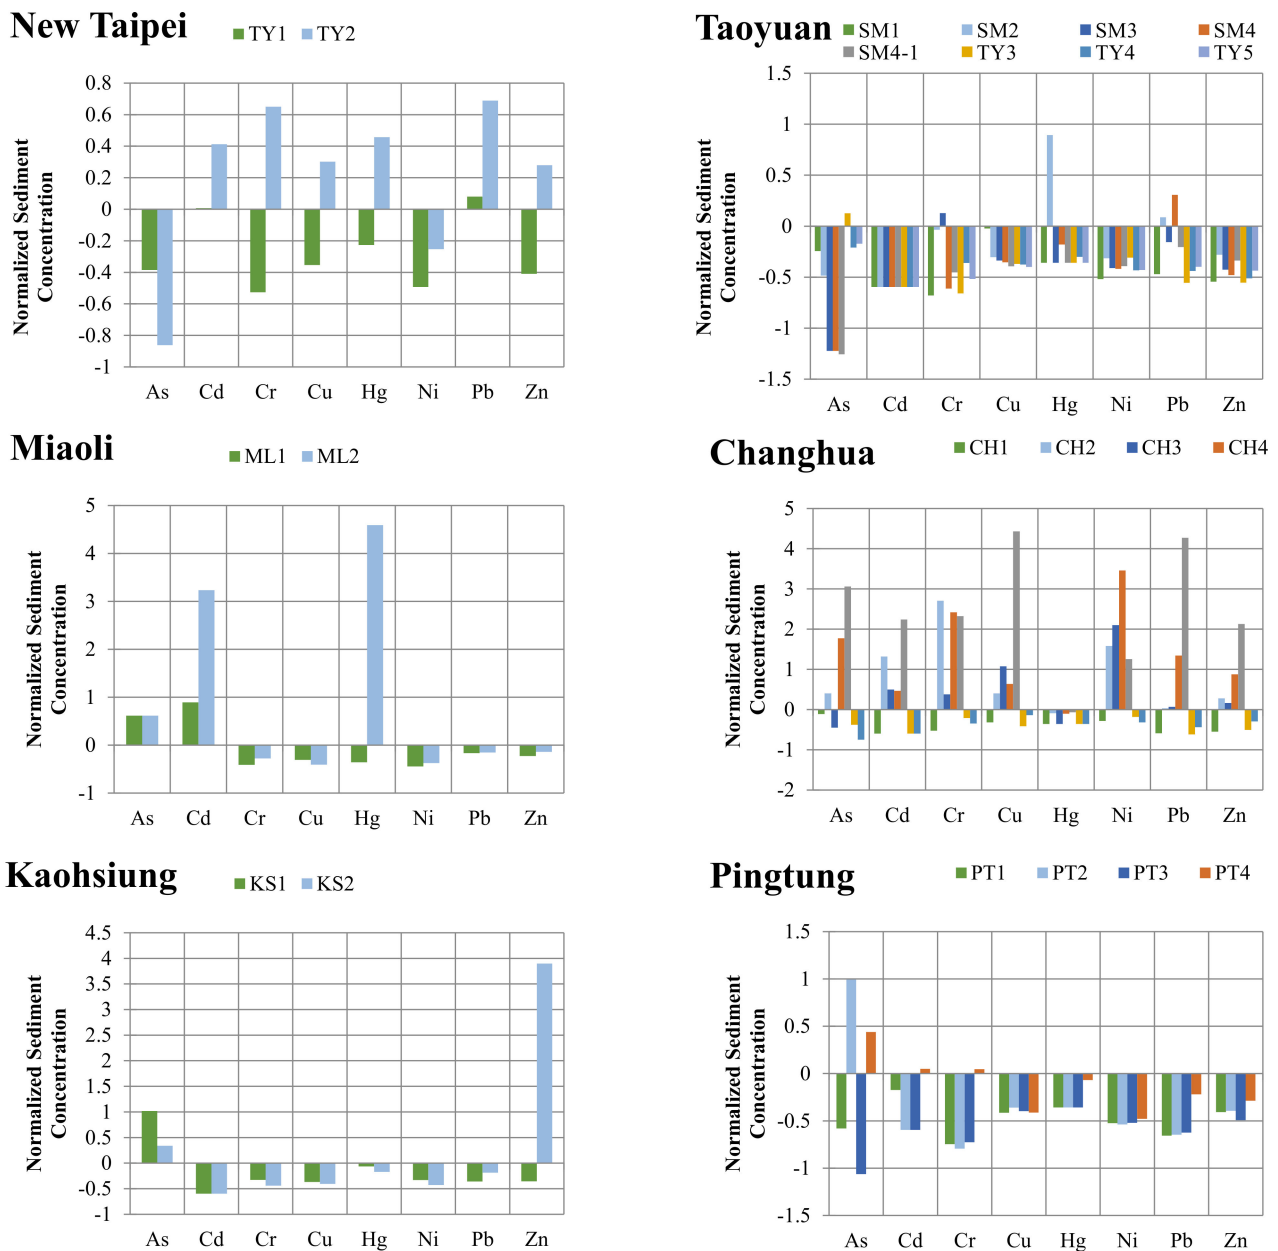 New Taipei
TY1 TY2
Normalized Sediment
Concentration
0.8
0.6
0.4
0.2
0
-0.2
-0.4
-0.6
-0.8
-1
As Cd Cr Cu Hg Ni Pb Zn
Taoyuan
SM1 SM2 SM3 SM4
SM4-1 TY3 TY4 TY5
Normalized Sediment
Concentration
1.5
1
0.5
0
-0.5
-1
-1.5
As Cd Cr Cu Hg Ni Pb Zn
Miaoli
ML1 ML2
Normalized Sediment
Concentration
5
4
3
2
1
0
-1
As Cd Cr Cu Hg Ni Pb Zn
Changhua
CH1 CH2 CH3 CH4
Normalized Sediment
Concentration
5
4
3
2
1
0
-1
-2
As Cd Cr Cu Hg Ni Pb Zn
Kaohsiung
KS1 KS2
Normalized Sediment
Concentration
4.5
4
3.5
3
2.5
2
1.5
1
0.5
0
-0.5
-1
As Cd Cr Cu Hg Ni Pb Zn
Pingtung
PT1 PT2 PT3 PT4
Normalized Sediment
Concentration
1.5
1
0.5
0
-0.5
-1
-1.5
As Cd Cr Cu Hg Ni Pb Zn